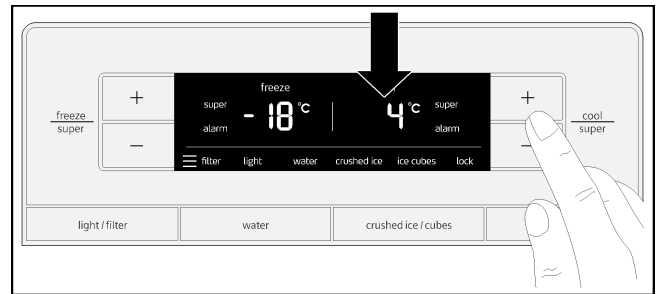 freeze
super
+
−
freeze
super
alarm
- 18 °C
4 °C
super
alarm
filter
light
water
crushed ice
ice cubes
lock
+
−
cool
super
light / filter
water
crushed ice / cubes